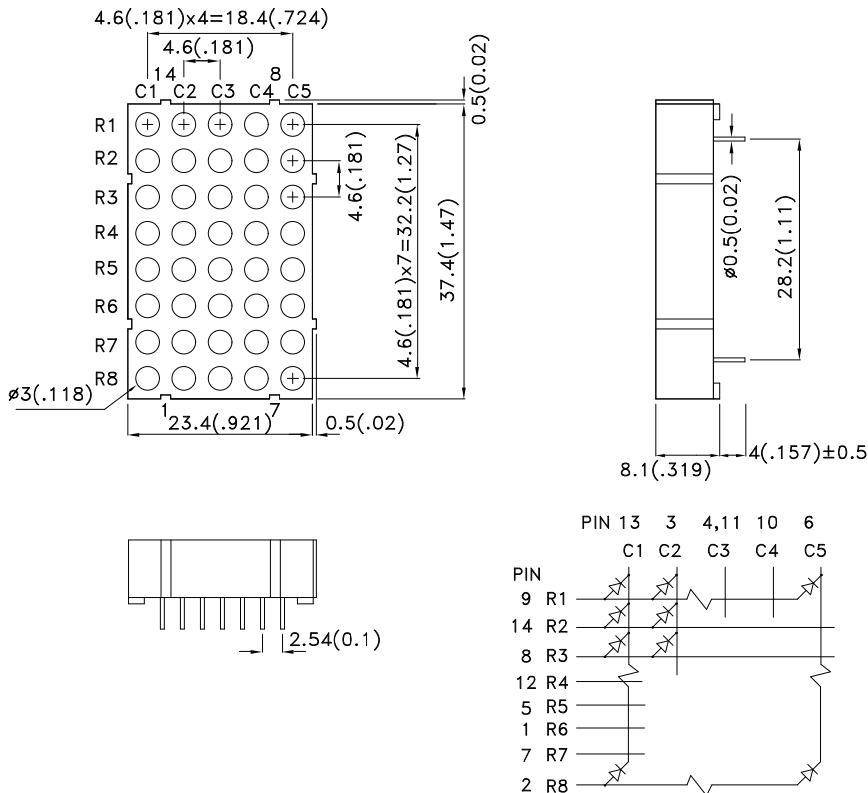 4.6(.181)x4=18.4(.724)
4.6(.181)
14 8
C1 C2 C3 C4 C5
R1
R2
R3
R4
R5
R6
R7
R8
ø3(.118)
1 7
23.4(.921)
0.5(.02)
4.6(.181)
4.6(.181)x7=32.2(1.27)
37.4(1.47)
0.5(0.02)
ø0.5(0.02)
28.2(1.11)
8.1(.319)
4(.157)±0.5
2.54(0.1)
PIN 13 3 4,11 10 6
C1 C2 C3 C4 C5
PIN
9 R1
14 R2
8 R3
12 R4
5 R5
1 R6
7 R7
2 R8